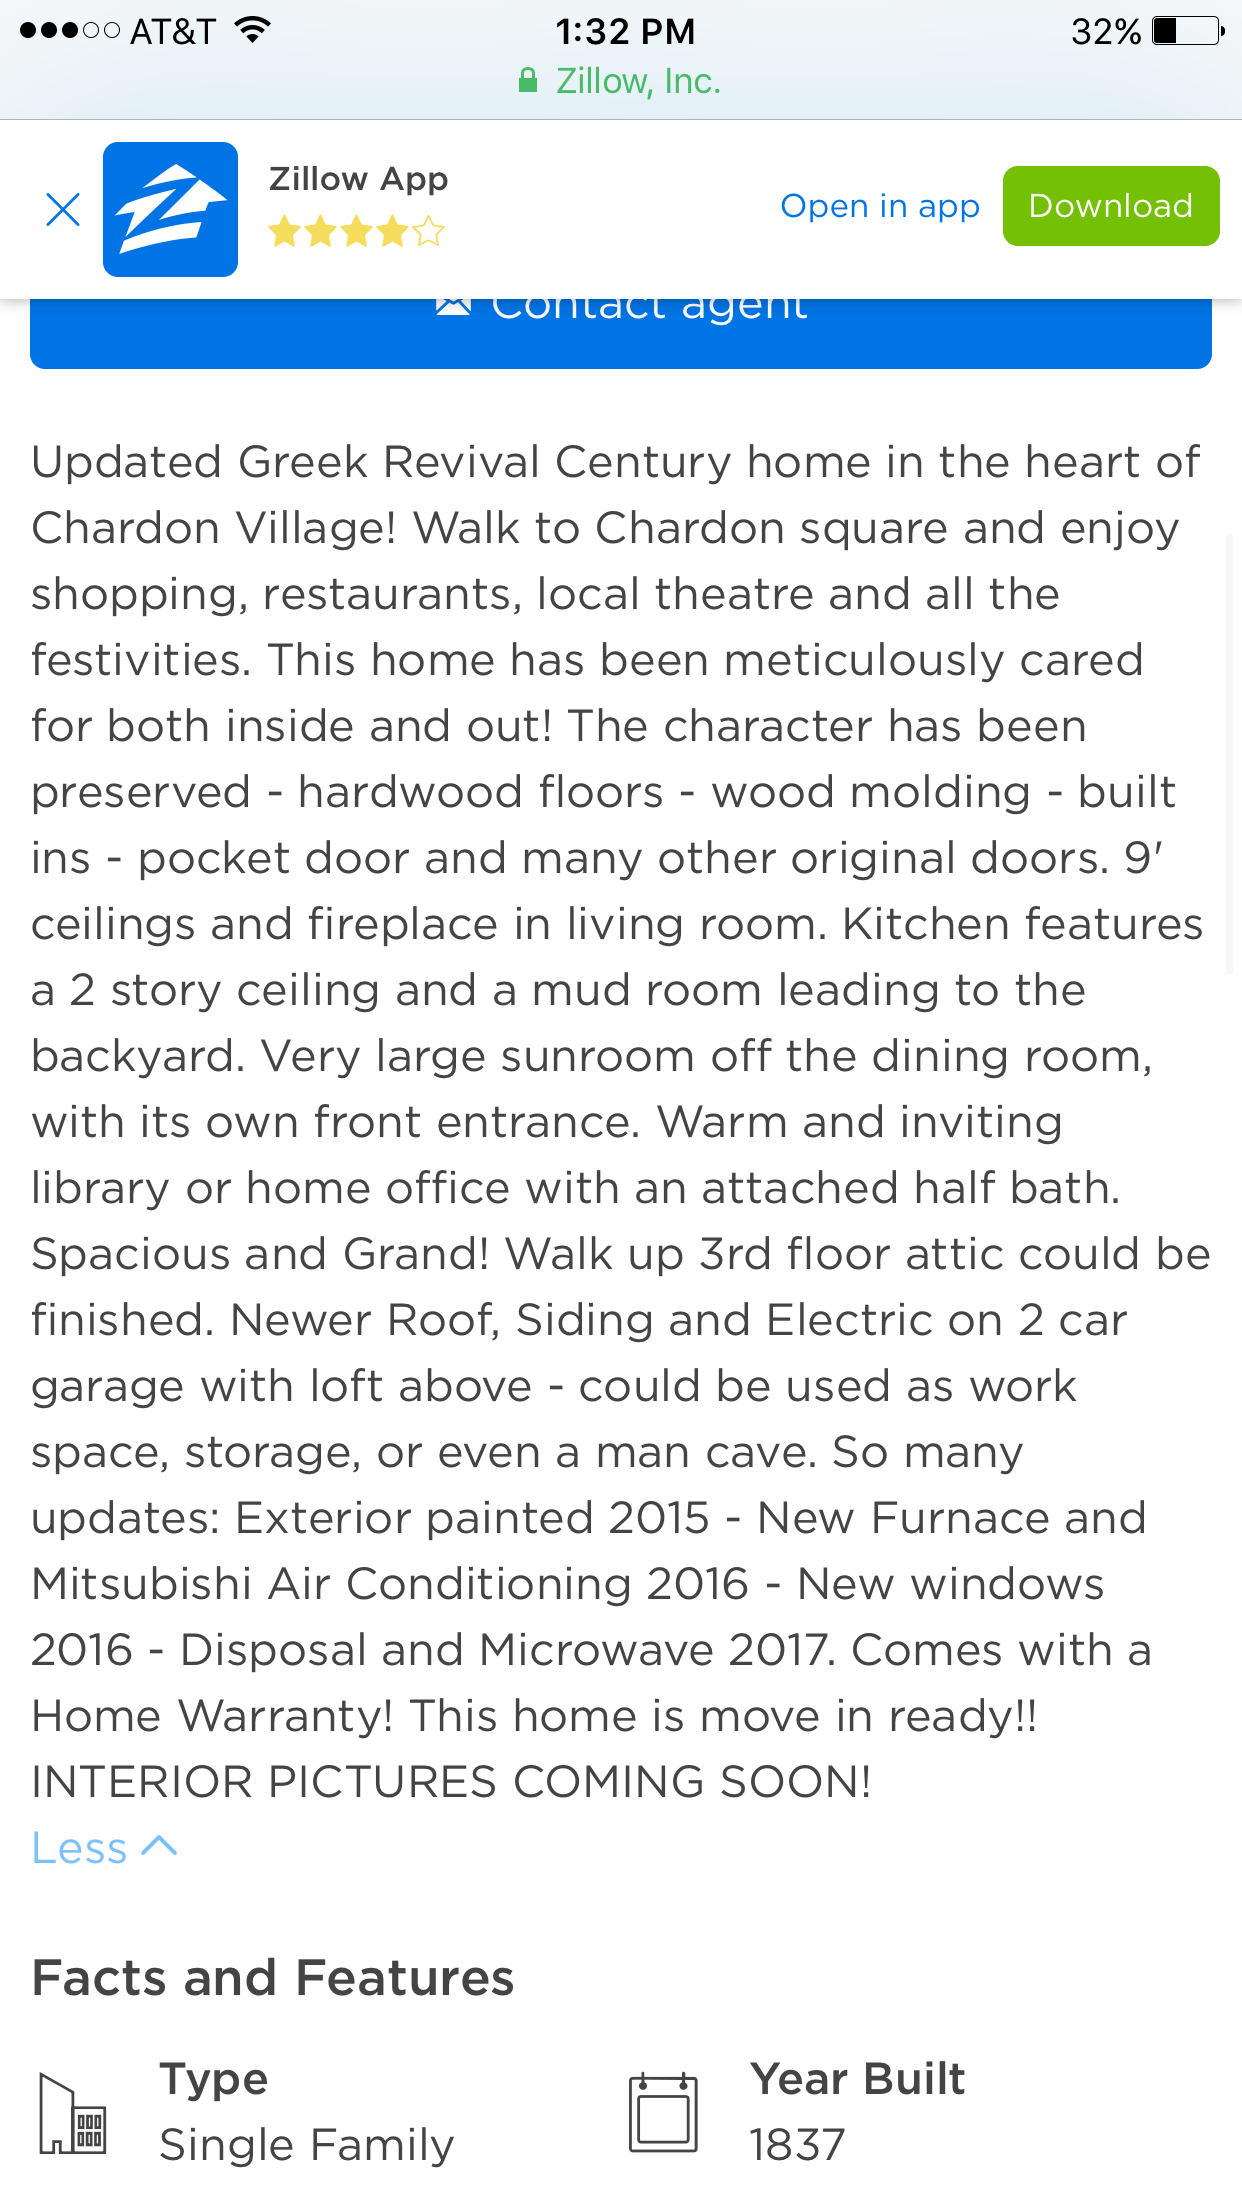 AT&T 1:32 PM 32%
Zillow, Inc.
Zillow App
Open in app Download
Contact agent
Updated Greek Revival Century home in the heart of
Chardon Village! Walk to Chardon square and enjoy
shopping, restaurants, local theatre and all the
festivities. This home has been meticulously cared
for both inside and out! The character has been
preserved - hardwood floors - wood molding - built
ins - pocket door and many other original doors. 9'
ceilings and fireplace in living room. Kitchen features
a 2 story ceiling and a mud room leading to the
backyard. Very large sunroom off the dining room,
with its own front entrance. Warm and inviting
library or home office with an attached half bath.
Spacious and Grand! Walk up 3rd floor attic could be
finished. Newer Roof, Siding and Electric on 2 car
garage with loft above - could be used as work
space, storage, or even a man cave. So many
updates: Exterior painted 2015 - New Furnace and
Mitsubishi Air Conditioning 2016 - New windows
2016 - Disposal and Microwave 2017. Comes with a
Home Warranty! This home is move in ready!!
INTERIOR PICTURES COMING SOON!
Less
Facts and Features
Type
Single Family
Year Built
1837